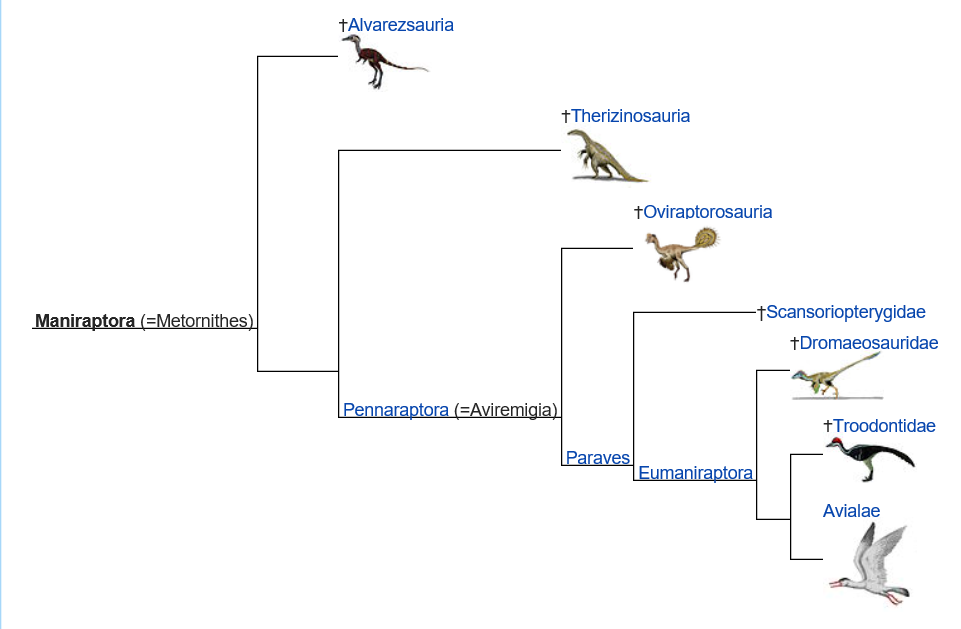 †Alvarezsauria
†Therizinosauria
†Oviraptorosauria
Maniraptora (=Metornithes)
†Scansoriopterygidae
†Dromaeosauridae
Pennaraptora (=Aviremigia)
†Troodontidae
Paraves
Eumaniraptora
Avialae